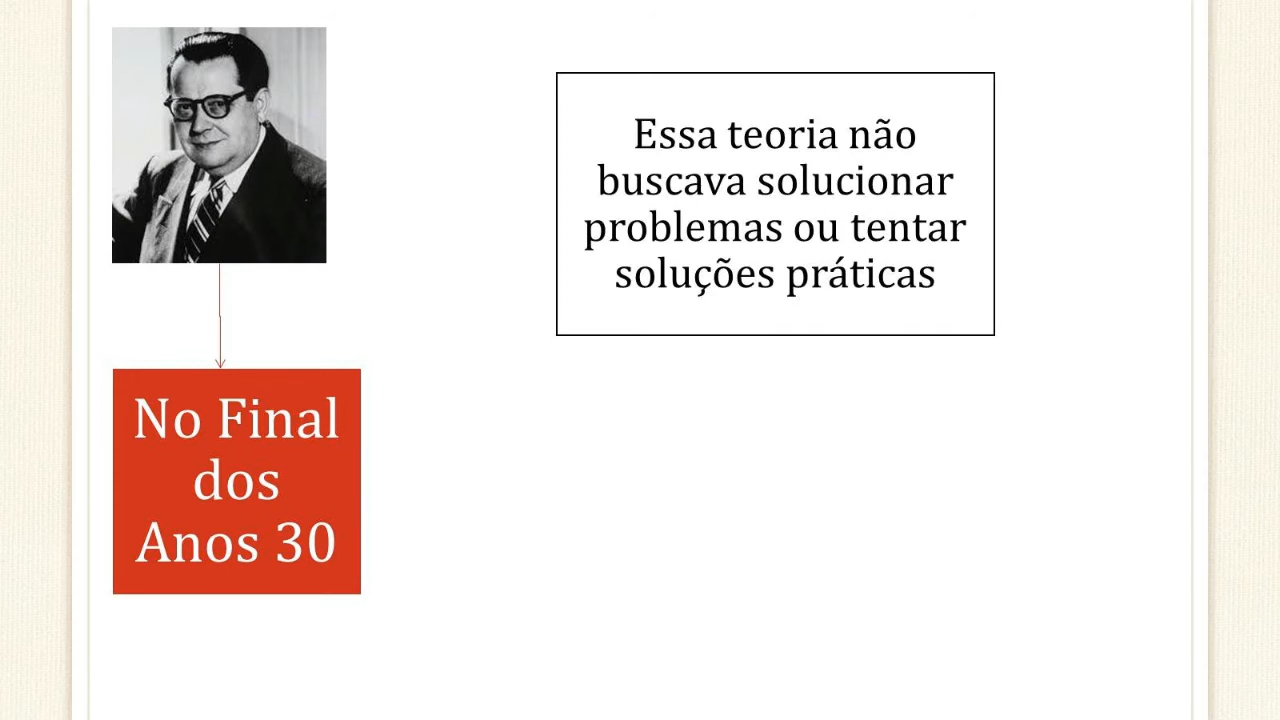 Essa teoria não
buscava solucionar
problemas ou tentar
soluções práticas
No Final
dos
Anos 30